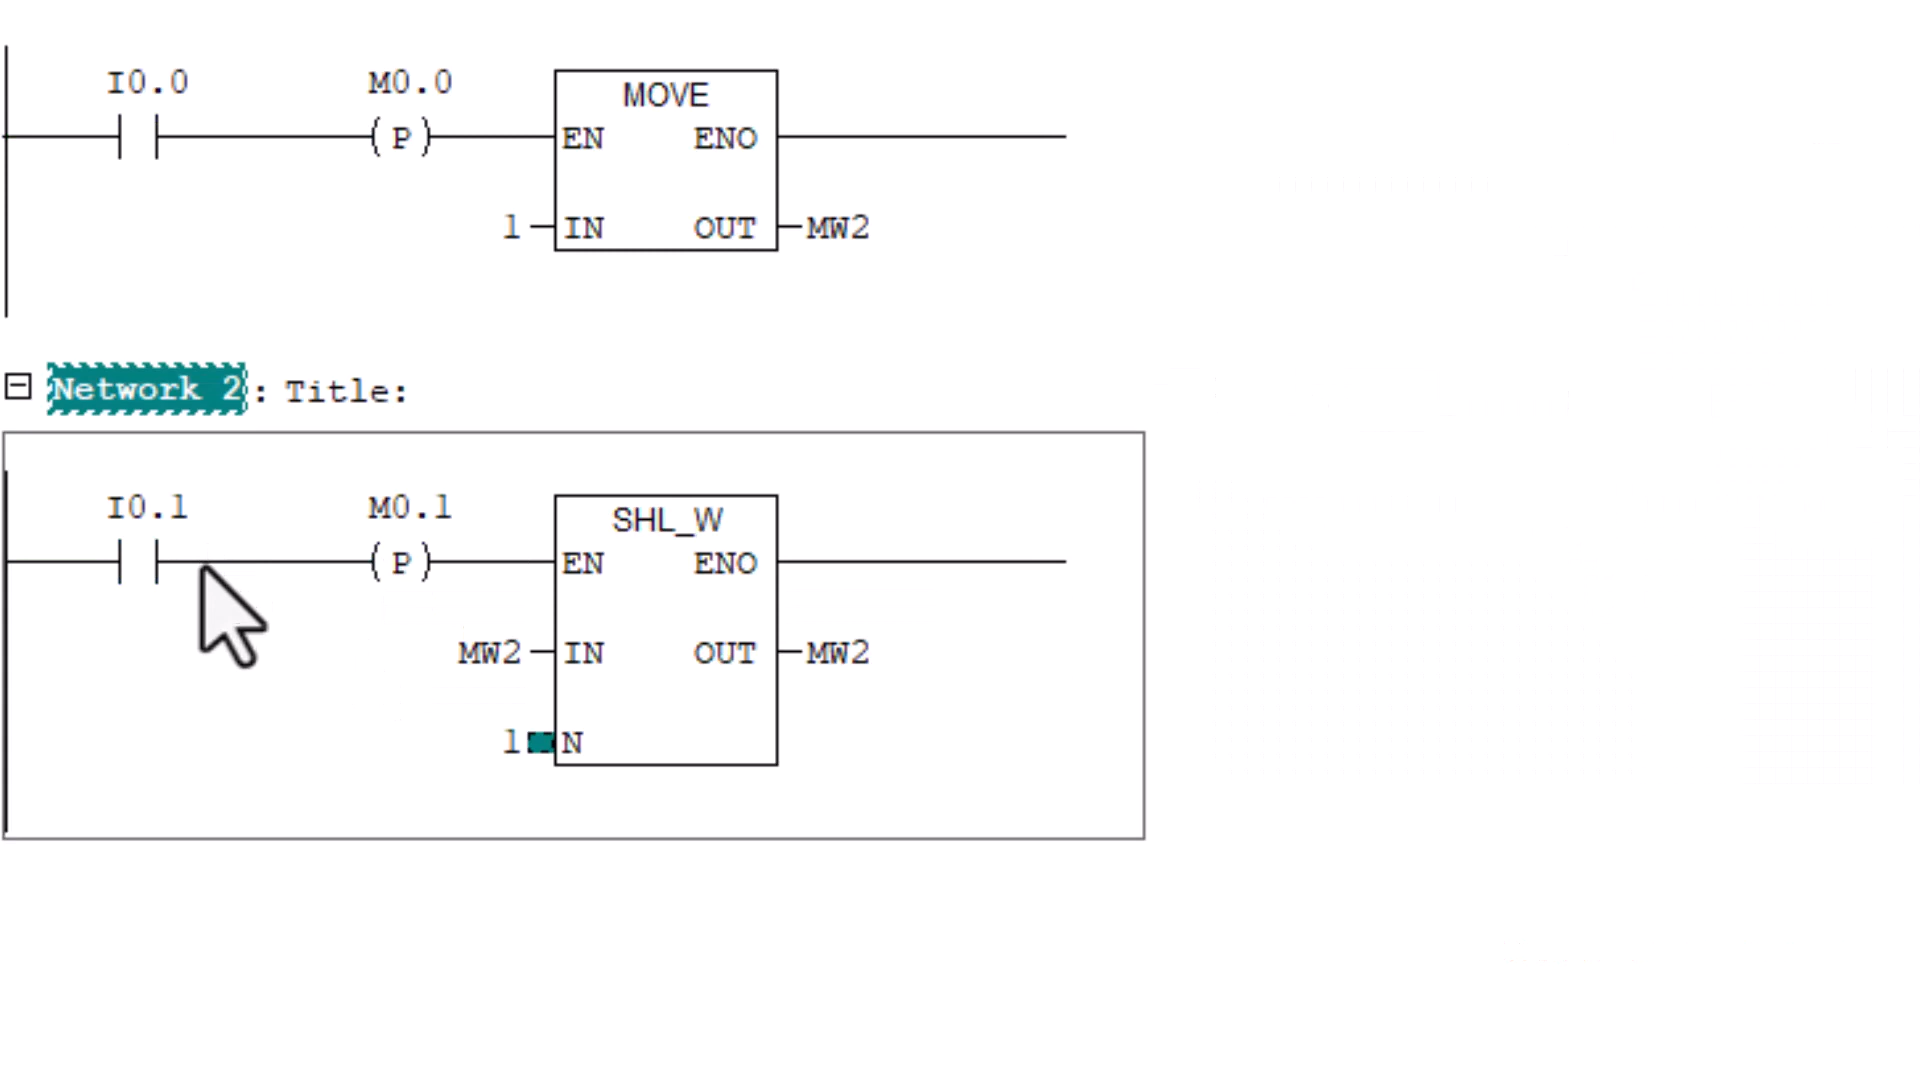 I0.0 M0.0 MOVE
( P ) EN ENO
1 IN OUT MW2
Network 2 : Title:
I0.1 M0.1 SHL_W
( P ) EN ENO
MW2 IN OUT MW2
1 N